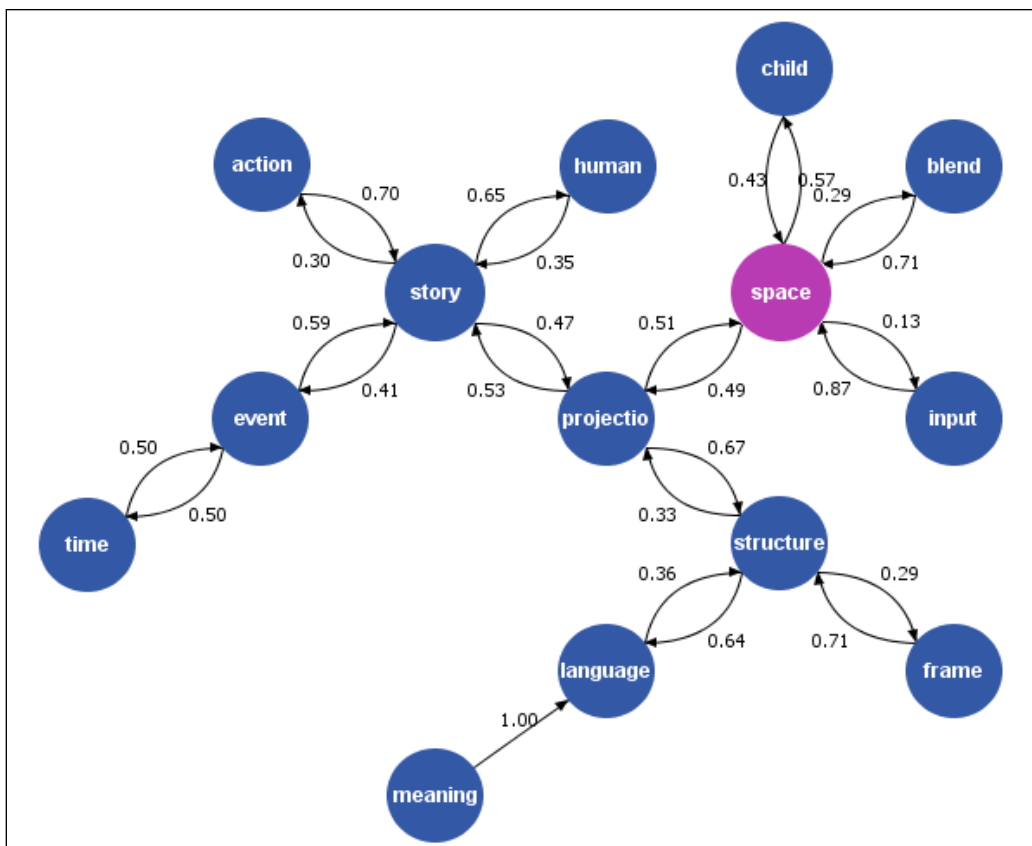 child
action
human
blend
0.70
0.65
0.43
0.57
0.29
0.30
0.35
0.71
story
space
0.59
0.47
0.51
0.13
0.41
0.53
0.49
0.87
event
projectio
input
0.50
0.67
0.50
0.33
time
structure
0.36
0.29
0.64
0.71
language
frame
1.00
meaning